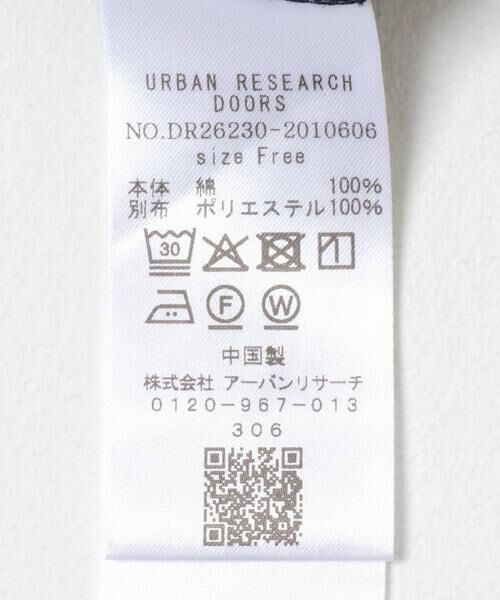 URBAN RESEARCH
DOORS
NO.DR26230-2010606
size Free
本体 綿 100%
別布 ポリエステル100%
30
F W
中国製
株式会社 アーバンリサーチ
0120-967-013
306